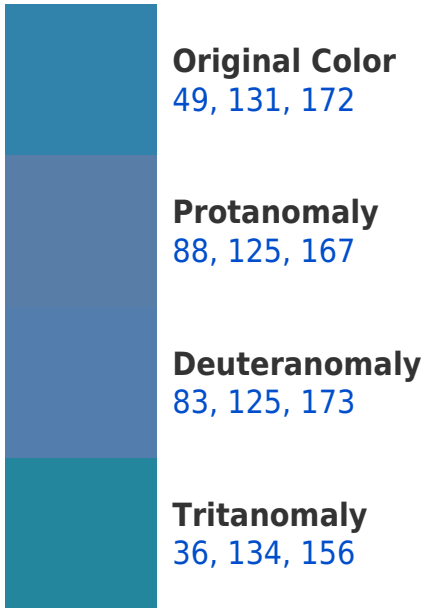 Original Color
49, 131, 172
Protanomaly
88, 125, 167
Deuteranomaly
83, 125, 173
Tritanomaly
36, 134, 156